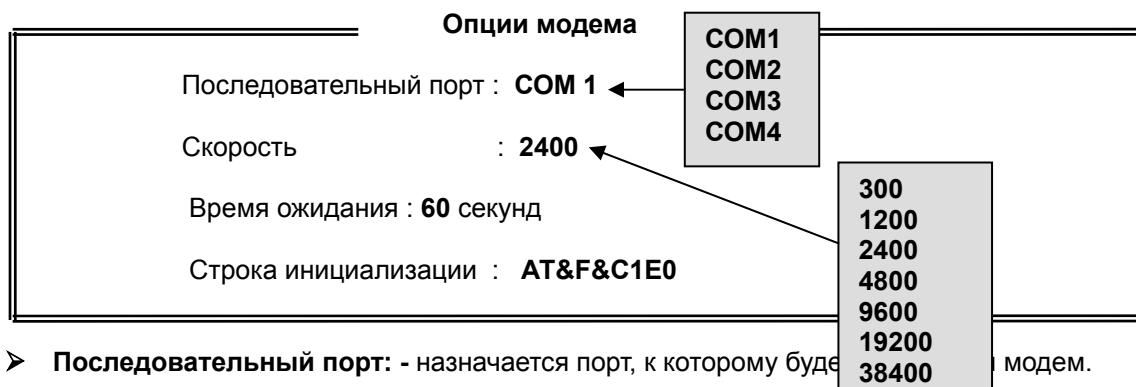 Опции модема
Последовательный порт : COM 1
Скорость : 2400
Время ожидания : 60 секунд
Строка инициализации : AT&F&C1E0
COM1
COM2
COM3
COM4
300
1200
2400
4800
9600
19200
38400
➢ Последовательный порт: - назначается порт, к которому модем.